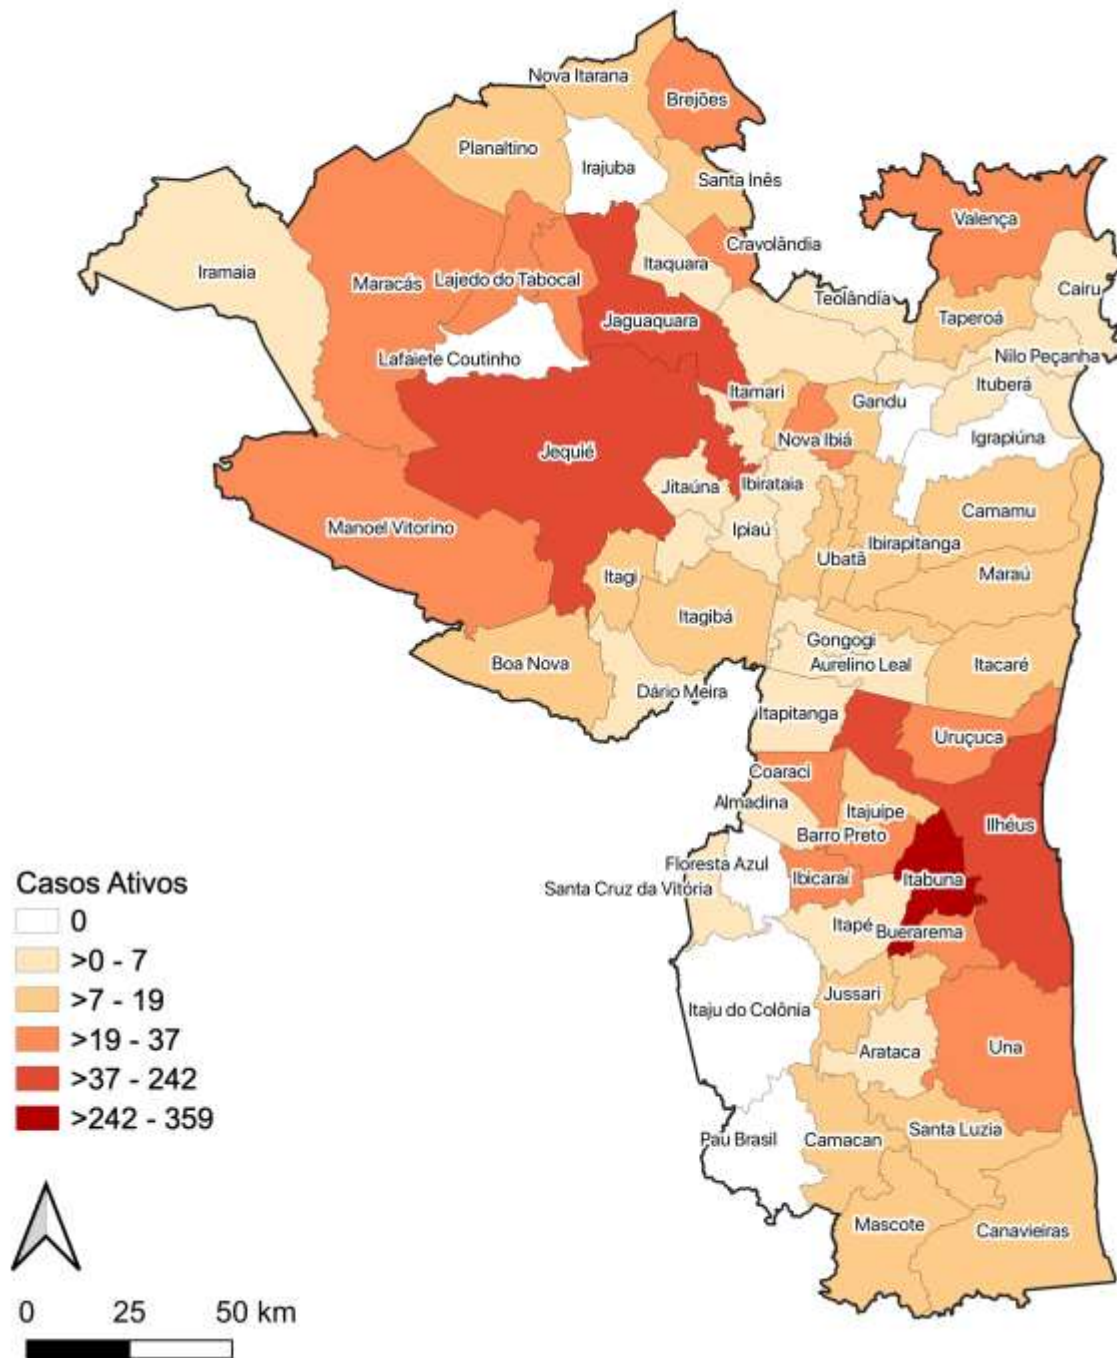 Nova Itarana
Brejões
Planaltino
Irajuba
Santa Inês
Valença
Cravolândia
Itaquara
Iramaia
Maracás
Lajedo do Tabocal
Cairu
Teolândia
Taperoá
Jaguaquara
Lafaiete Coutinho
Nilo Peçanha
Ituberá
Itamari
Gandu
Igrapiúna
Nova Ibiá
Jequié
Jitaúna
Ibirataia
Camamu
Manoel Vitorino
Ipiaú
Ibirapitanga
Ubatã
Maraú
Itagi
Itagibá
Gongogi
Aurelino Leal
Itacaré
Boa Nova
Dário Meira
Itapitanga
Uruçuca
Coaraci
Almadina
Itajuípe
Ilhéus
Barro Preto
Floresta Azul
Ibicaraí
Itabuna
Santa Cruz da Vitória
Itapé
Buerarema
Jussari
Itaju do Colônia
Arataca
Una
Santa Luzia
Pau Brasil
Camacan
Mascote
Canavieiras
Casos Ativos
0
>0 - 7
>7 - 19
>19 - 37
>37 - 242
>242 - 359
0 25 50 km